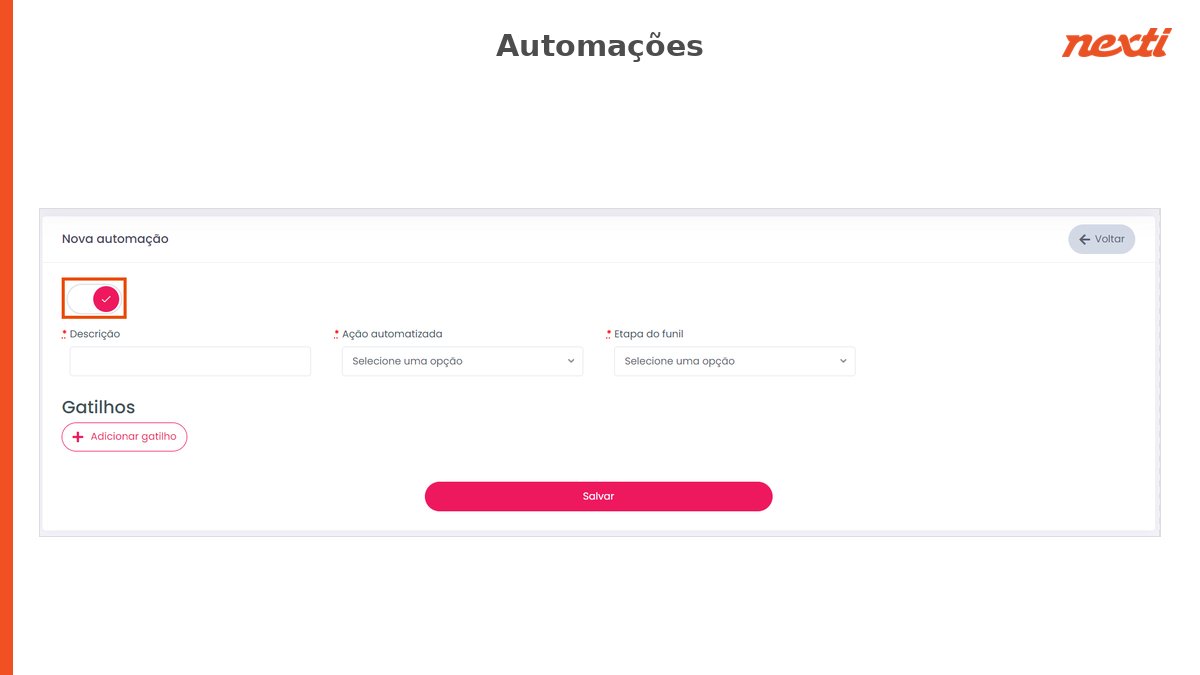 Automações
nexti
Nova automação
Voltar
* Descrição
* Ação automatizada
* Etapa do funil
Selecione uma opção
Selecione uma opção
Gatilhos
+ Adicionar gatilho
Salvar